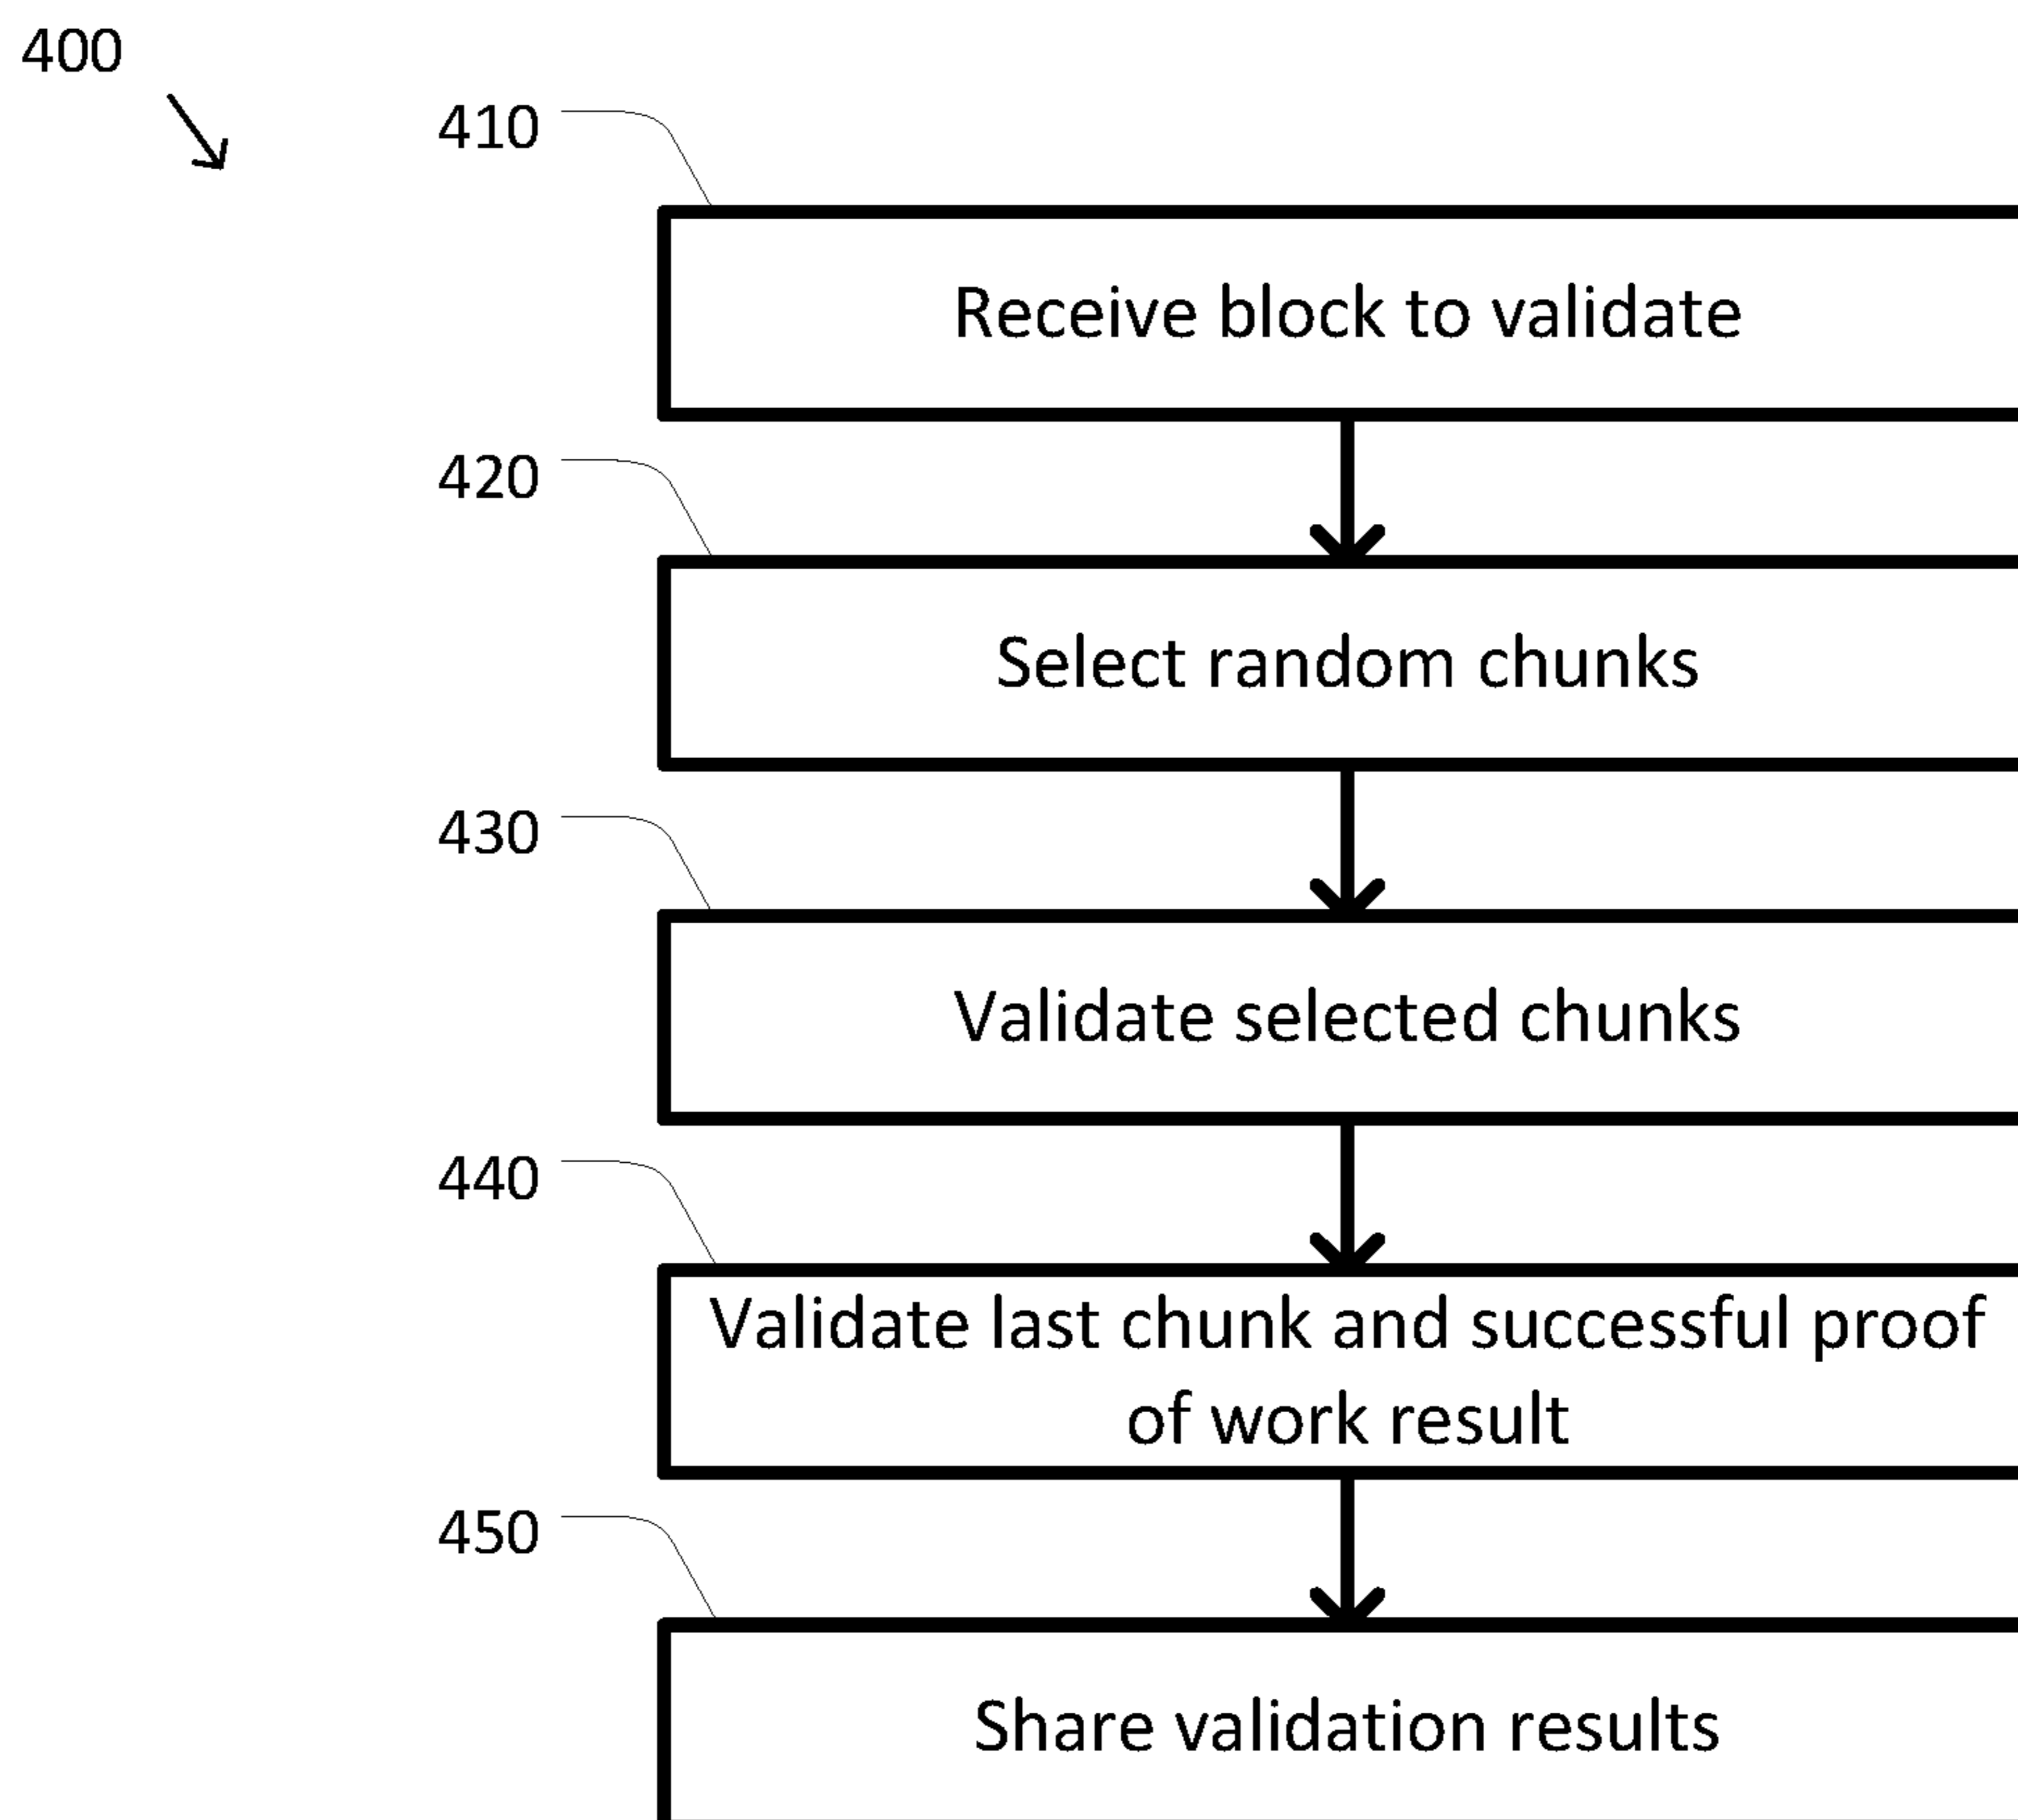 400
410
Receive block to validate
420
Select random chunks
430
Validate selected chunks
440
Validate last chunk and successful proof
of work result
450
Share validation results